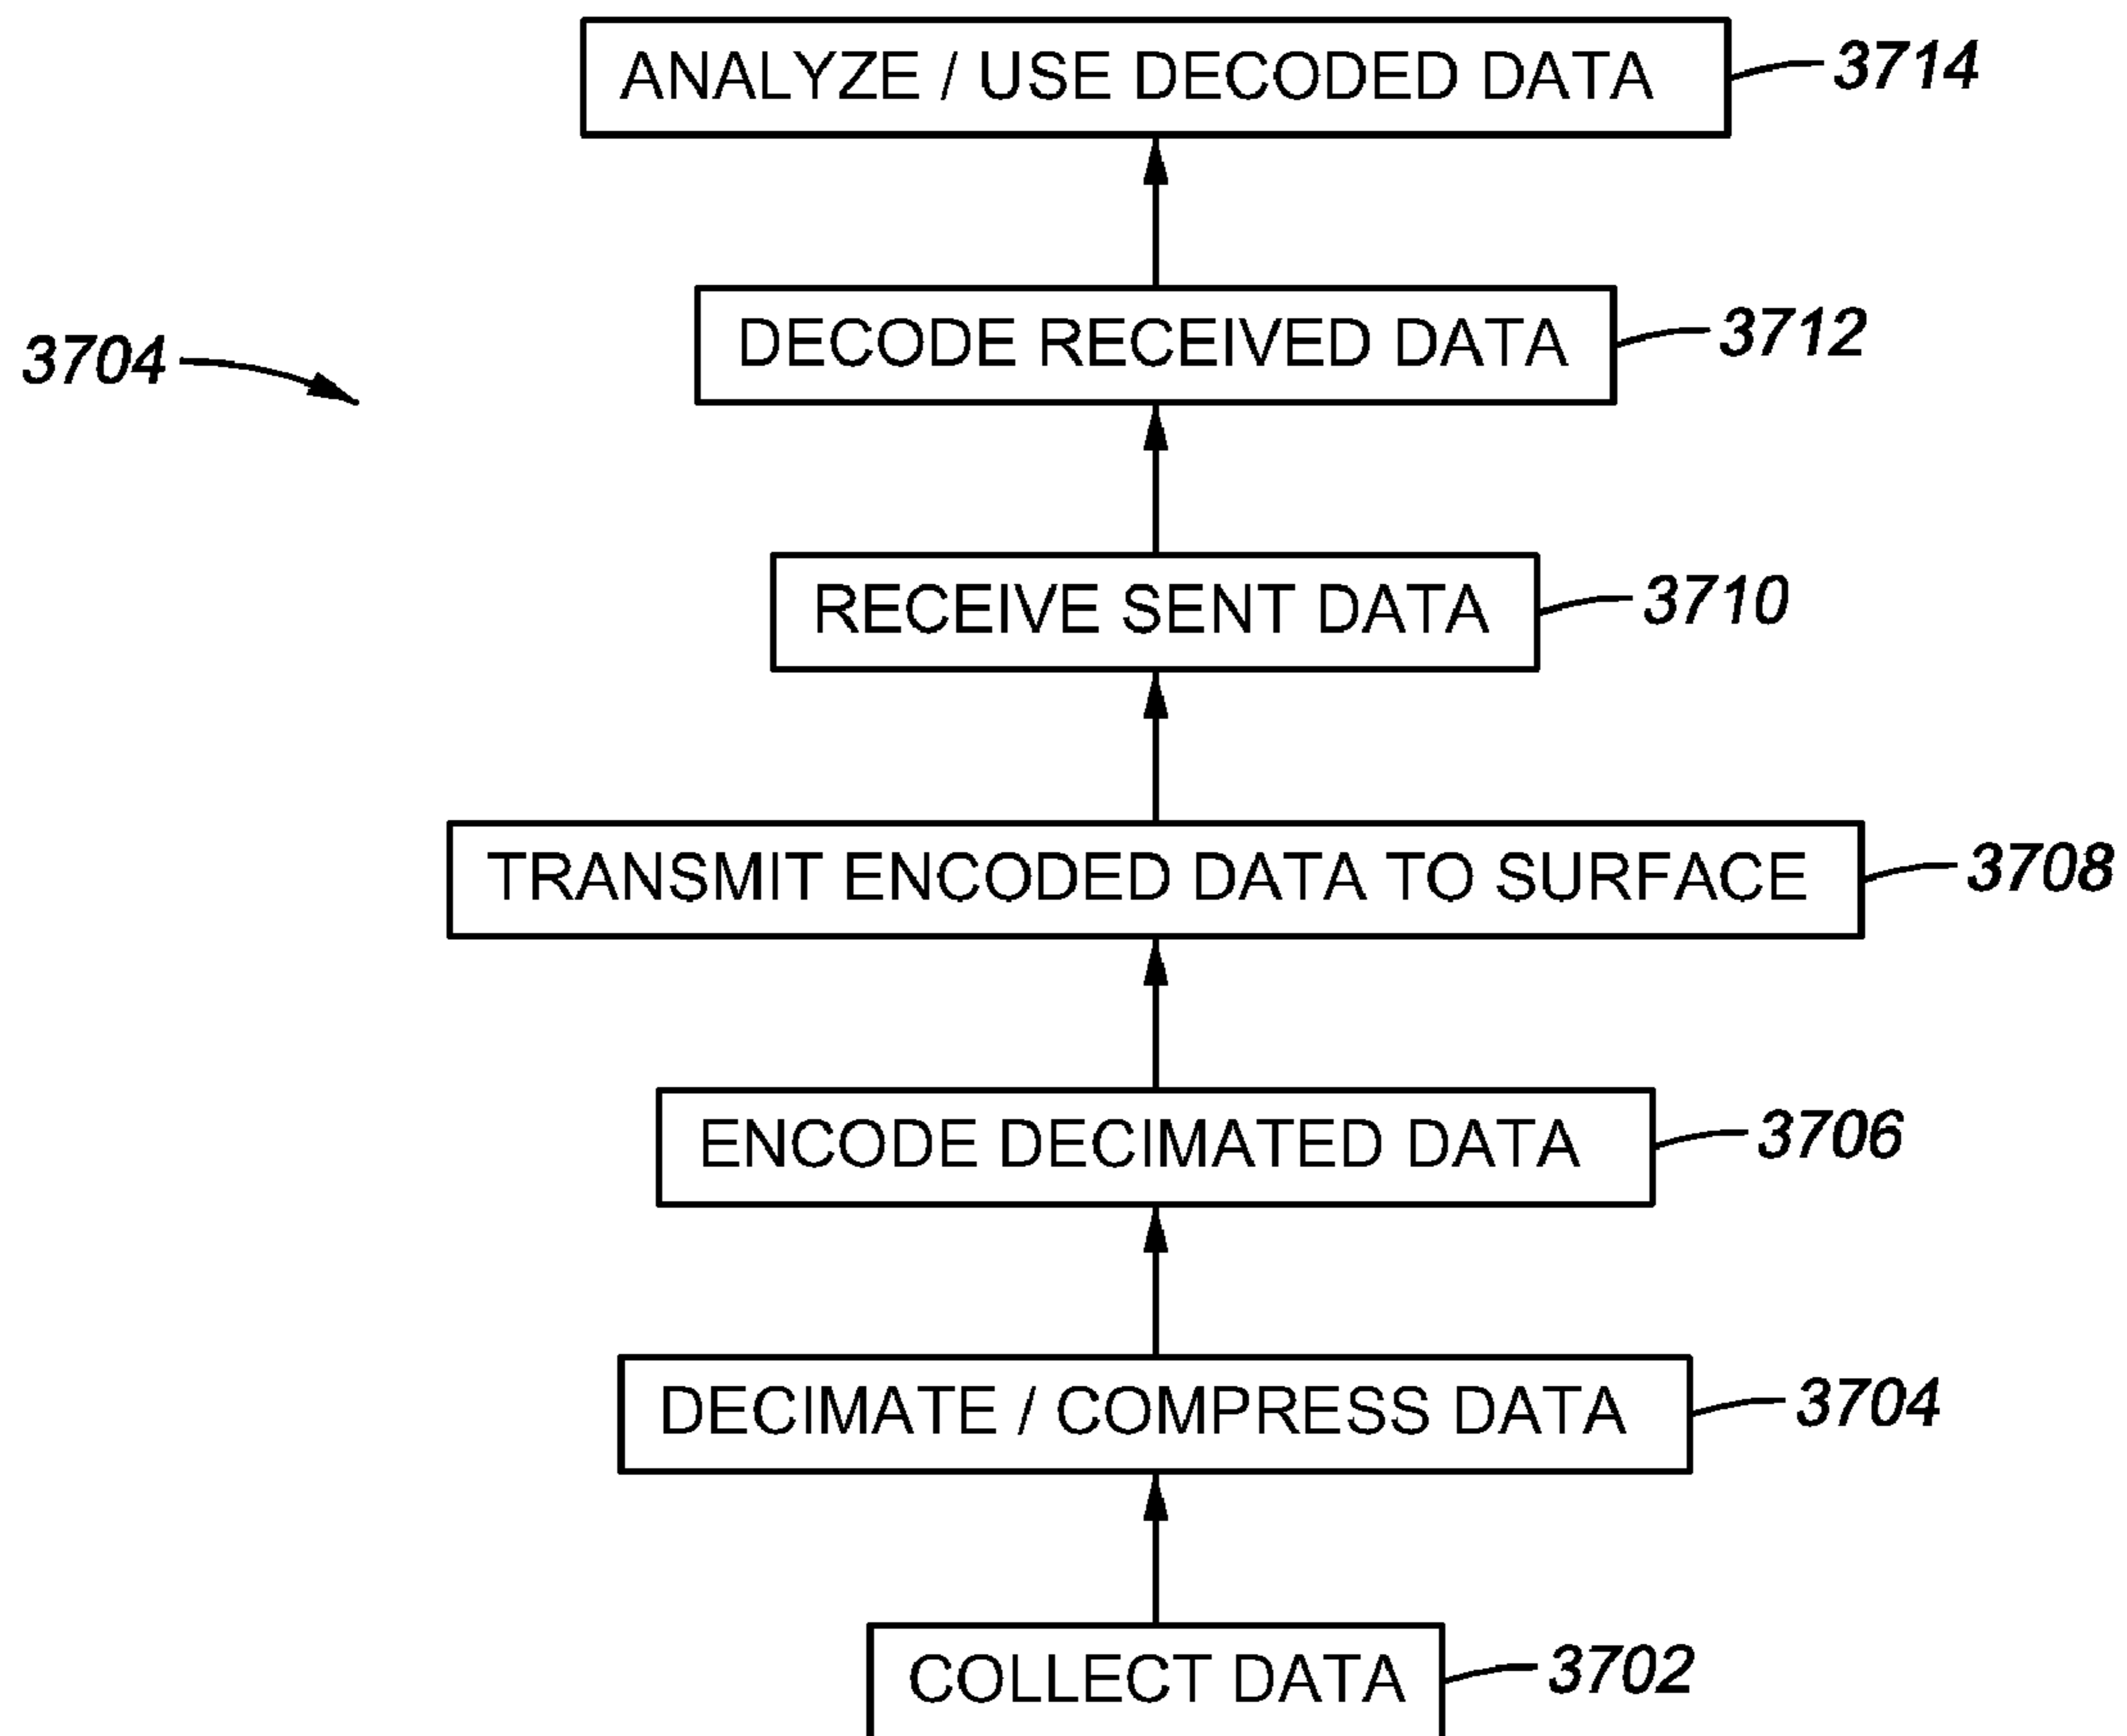 ANALYZE / USE DECODED DATA
3714
DECODE RECEIVED DATA
3712
3704
RECEIVE SENT DATA
3710
TRANSMIT ENCODED DATA TO SURFACE
3708
ENCODE DECIMATED DATA
3706
DECIMATE / COMPRESS DATA
3704
COLLECT DATA
3702